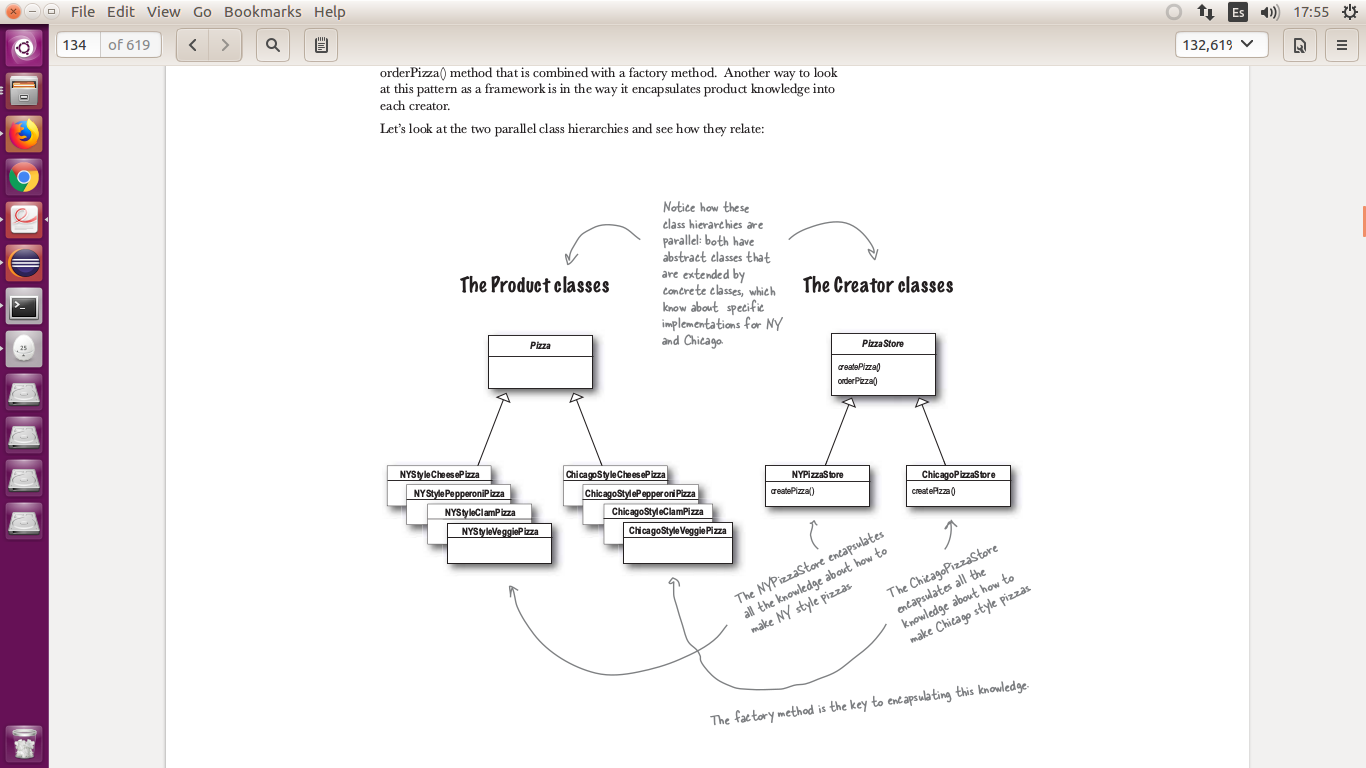 File Edit View Go Bookmarks Help
Es
17:55
134 of 619
132,61%
orderPizza() method that is combined with a factory method. Another way to look
at this pattern as a framework is in the way it encapsulates product knowledge into
each creator.
Let's look at the two parallel class hierarchies and see how they relate:
Notice how these
class hierarchies are
parallel: both have
abstract classes that
are extended by
concrete classes, which
know about specific
implementations for NY
and Chicago.
The Product classes
The Creator classes
Pizza
PizzaStore
createPizza()
orderPizza()
NYStyleCheesePizza
NYStylePepperoniPizza
NYStyleClamPizza
NYStyleVeggiePizza
ChicagoStyleCheesePizza
ChicagoStylePepperoniPizza
ChicagoStyleClamPizza
ChicagoStyleVeggiePizza
NYPizzaStore
createPizza()
ChicagoPizzaStore
createPizza()
The NYPizzaStore encapsulates
all the knowledge about how to
make NY style pizzas
The ChicagoPizzaStore
encapsulates all the
knowledge about how to
make Chicago style pizzas
The factory method is the key to encapsulating this knowledge.
25